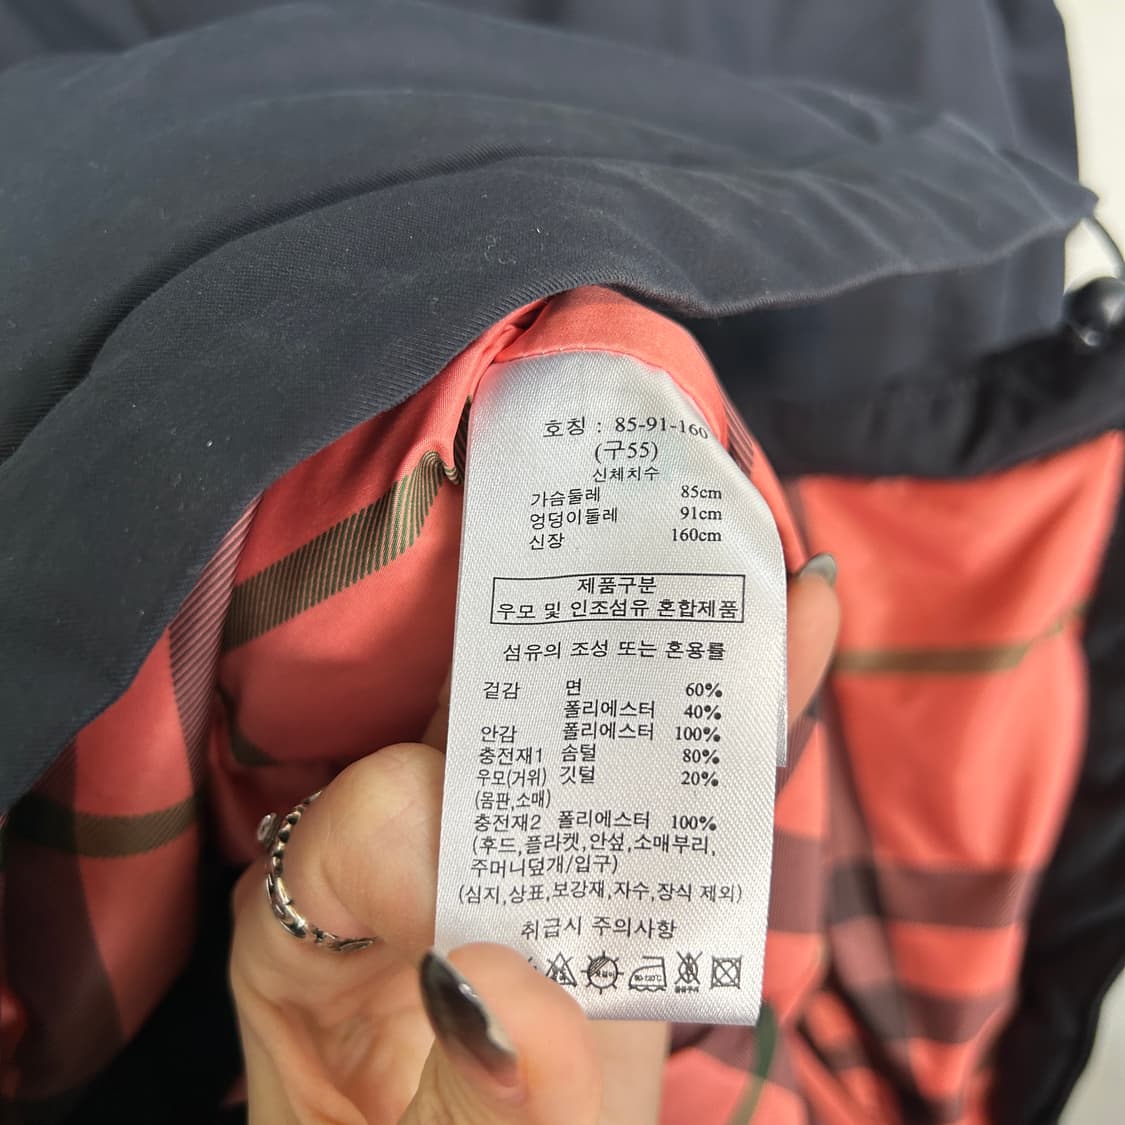 호칭 : 85-91-160
(구55)
신체치수
가슴둘레 85cm
엉덩이둘레 91cm
신장 160cm
제품구분
우모 및 인조섬유 혼합제품
섬유의 조성 또는 혼용률
겉감 면 60%
폴리에스터 40%
안감 폴리에스터 100%
충전재1 솜털 80%
우모(거위) 깃털 20%
(몸판,소매)
충전재2 폴리에스터 100%
(후드,플라켓,안섶,소매부리,
주머니덮개/입구)
(심지,상표,보강재,자수,장식 제외)
취급시 주의사항